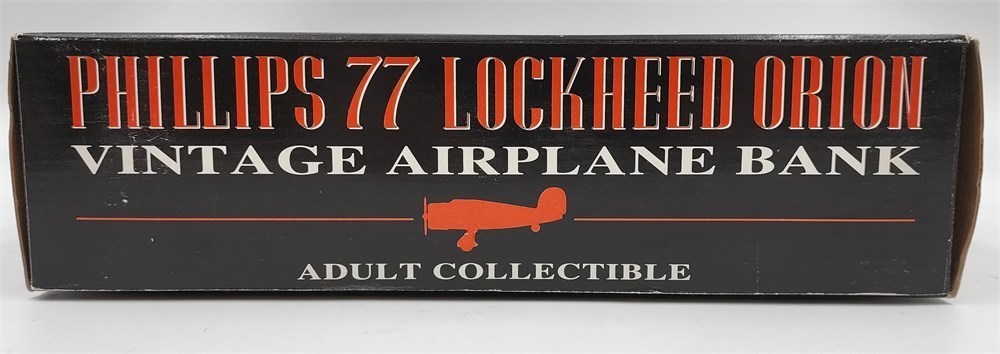 PHILLIPS 77 LOCKHEED ORION
VINTAGE AIRPLANE BANK
ADULT COLLECTIBLE